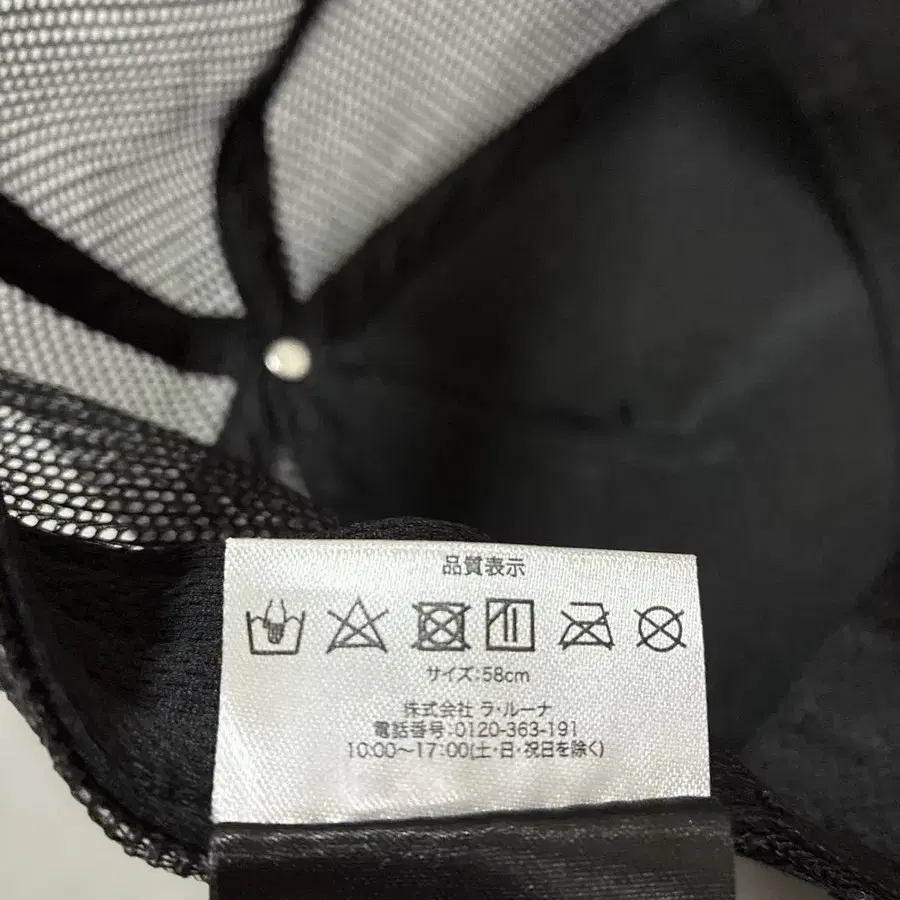 品質表示
サイズ:58cm
株式会社 ラ・ルーナ
電話番号:0120-363-191
10:00〜17:00(土・日・祝日を除く)